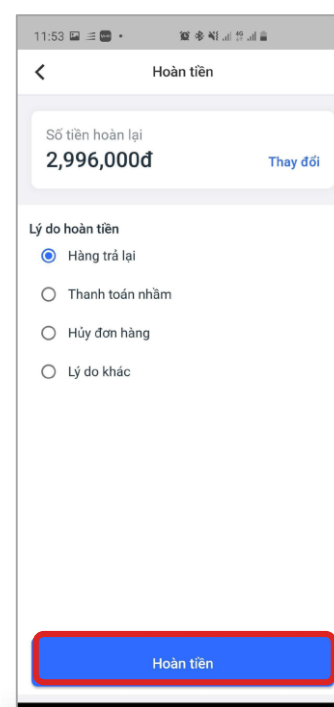 11:53
Hoàn tiền
Số tiền hoàn lại
2,996,000đ
Thay đổi
Lý do hoàn tiền
Hàng trả lại
Thanh toán nhầm
Hủy đơn hàng
Lý do khác
Hoàn tiền